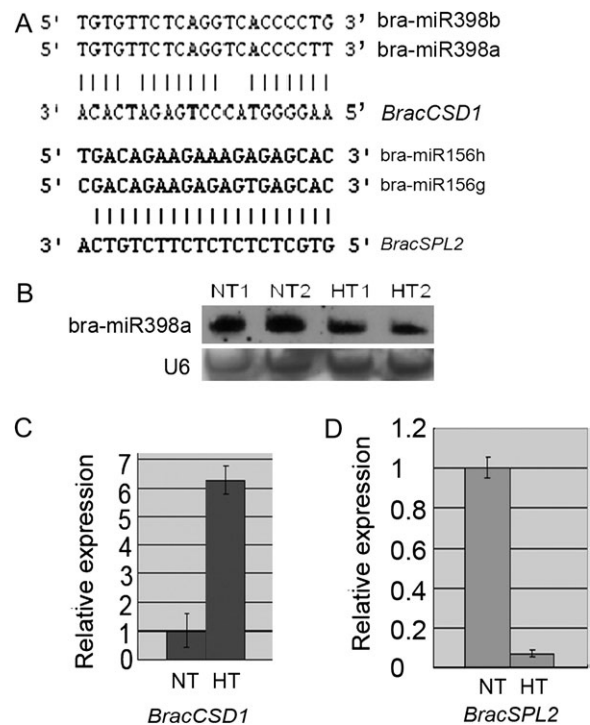 A
5' TGTGTTCTCAGGTCACCCCTG 3' bra-miR398b
5' TGTGTTCTCAGGTCACCCCTT 3' bra-miR398a
3' ACACTAGAGTCCCATGGGGAA 5' BracCSD1
5' TGACAGAAGAAAGAGAGCAC 3' bra-miR156h
5' CGACAGAAGAGAGTGAGCAC 3' bra-miR156g
3' ACTGTCTTCTCTCTCTCGTG 5' BracSPL2
B
NT1 NT2 HT1 HT2
bra-miR398a
U6
C
Relative expression
7
6
5
4
3
2
1
0
NT HT
BracCSD1
D
Relative expression
1.2
1
0.8
0.6
0.4
0.2
0
NT HT
BracSPL2